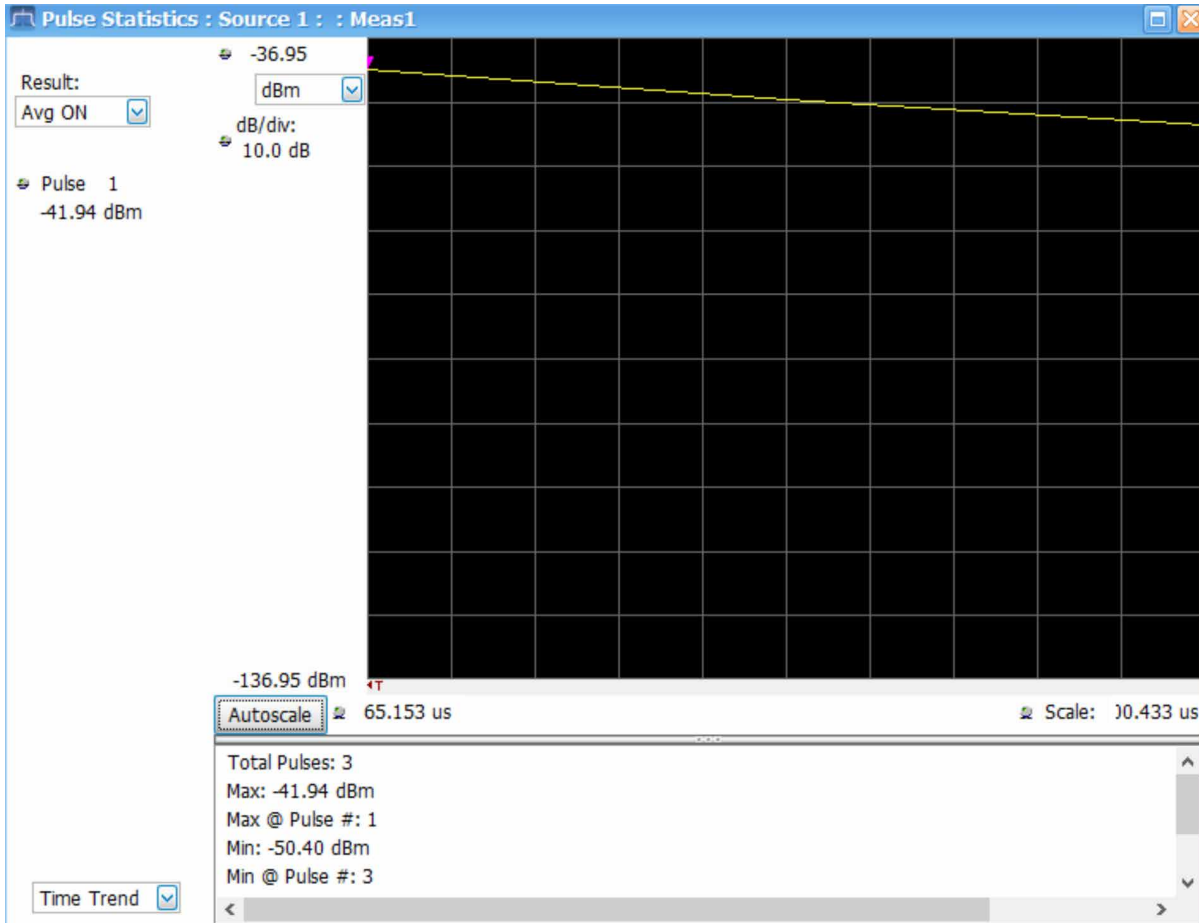 Pulse Statistics : Source 1 : : Meas1
-36.95
Result:
dBm
Avg ON
dB/div:
10.0 dB
Pulse 1
-41.94 dBm
-136.95 dBm
T
Autoscale
65.153 us
Scale:
00.433 us
Total Pulses: 3
Max: -41.94 dBm
Max @ Pulse #: 1
Min: -50.40 dBm
Min @ Pulse #: 3
Time Trend